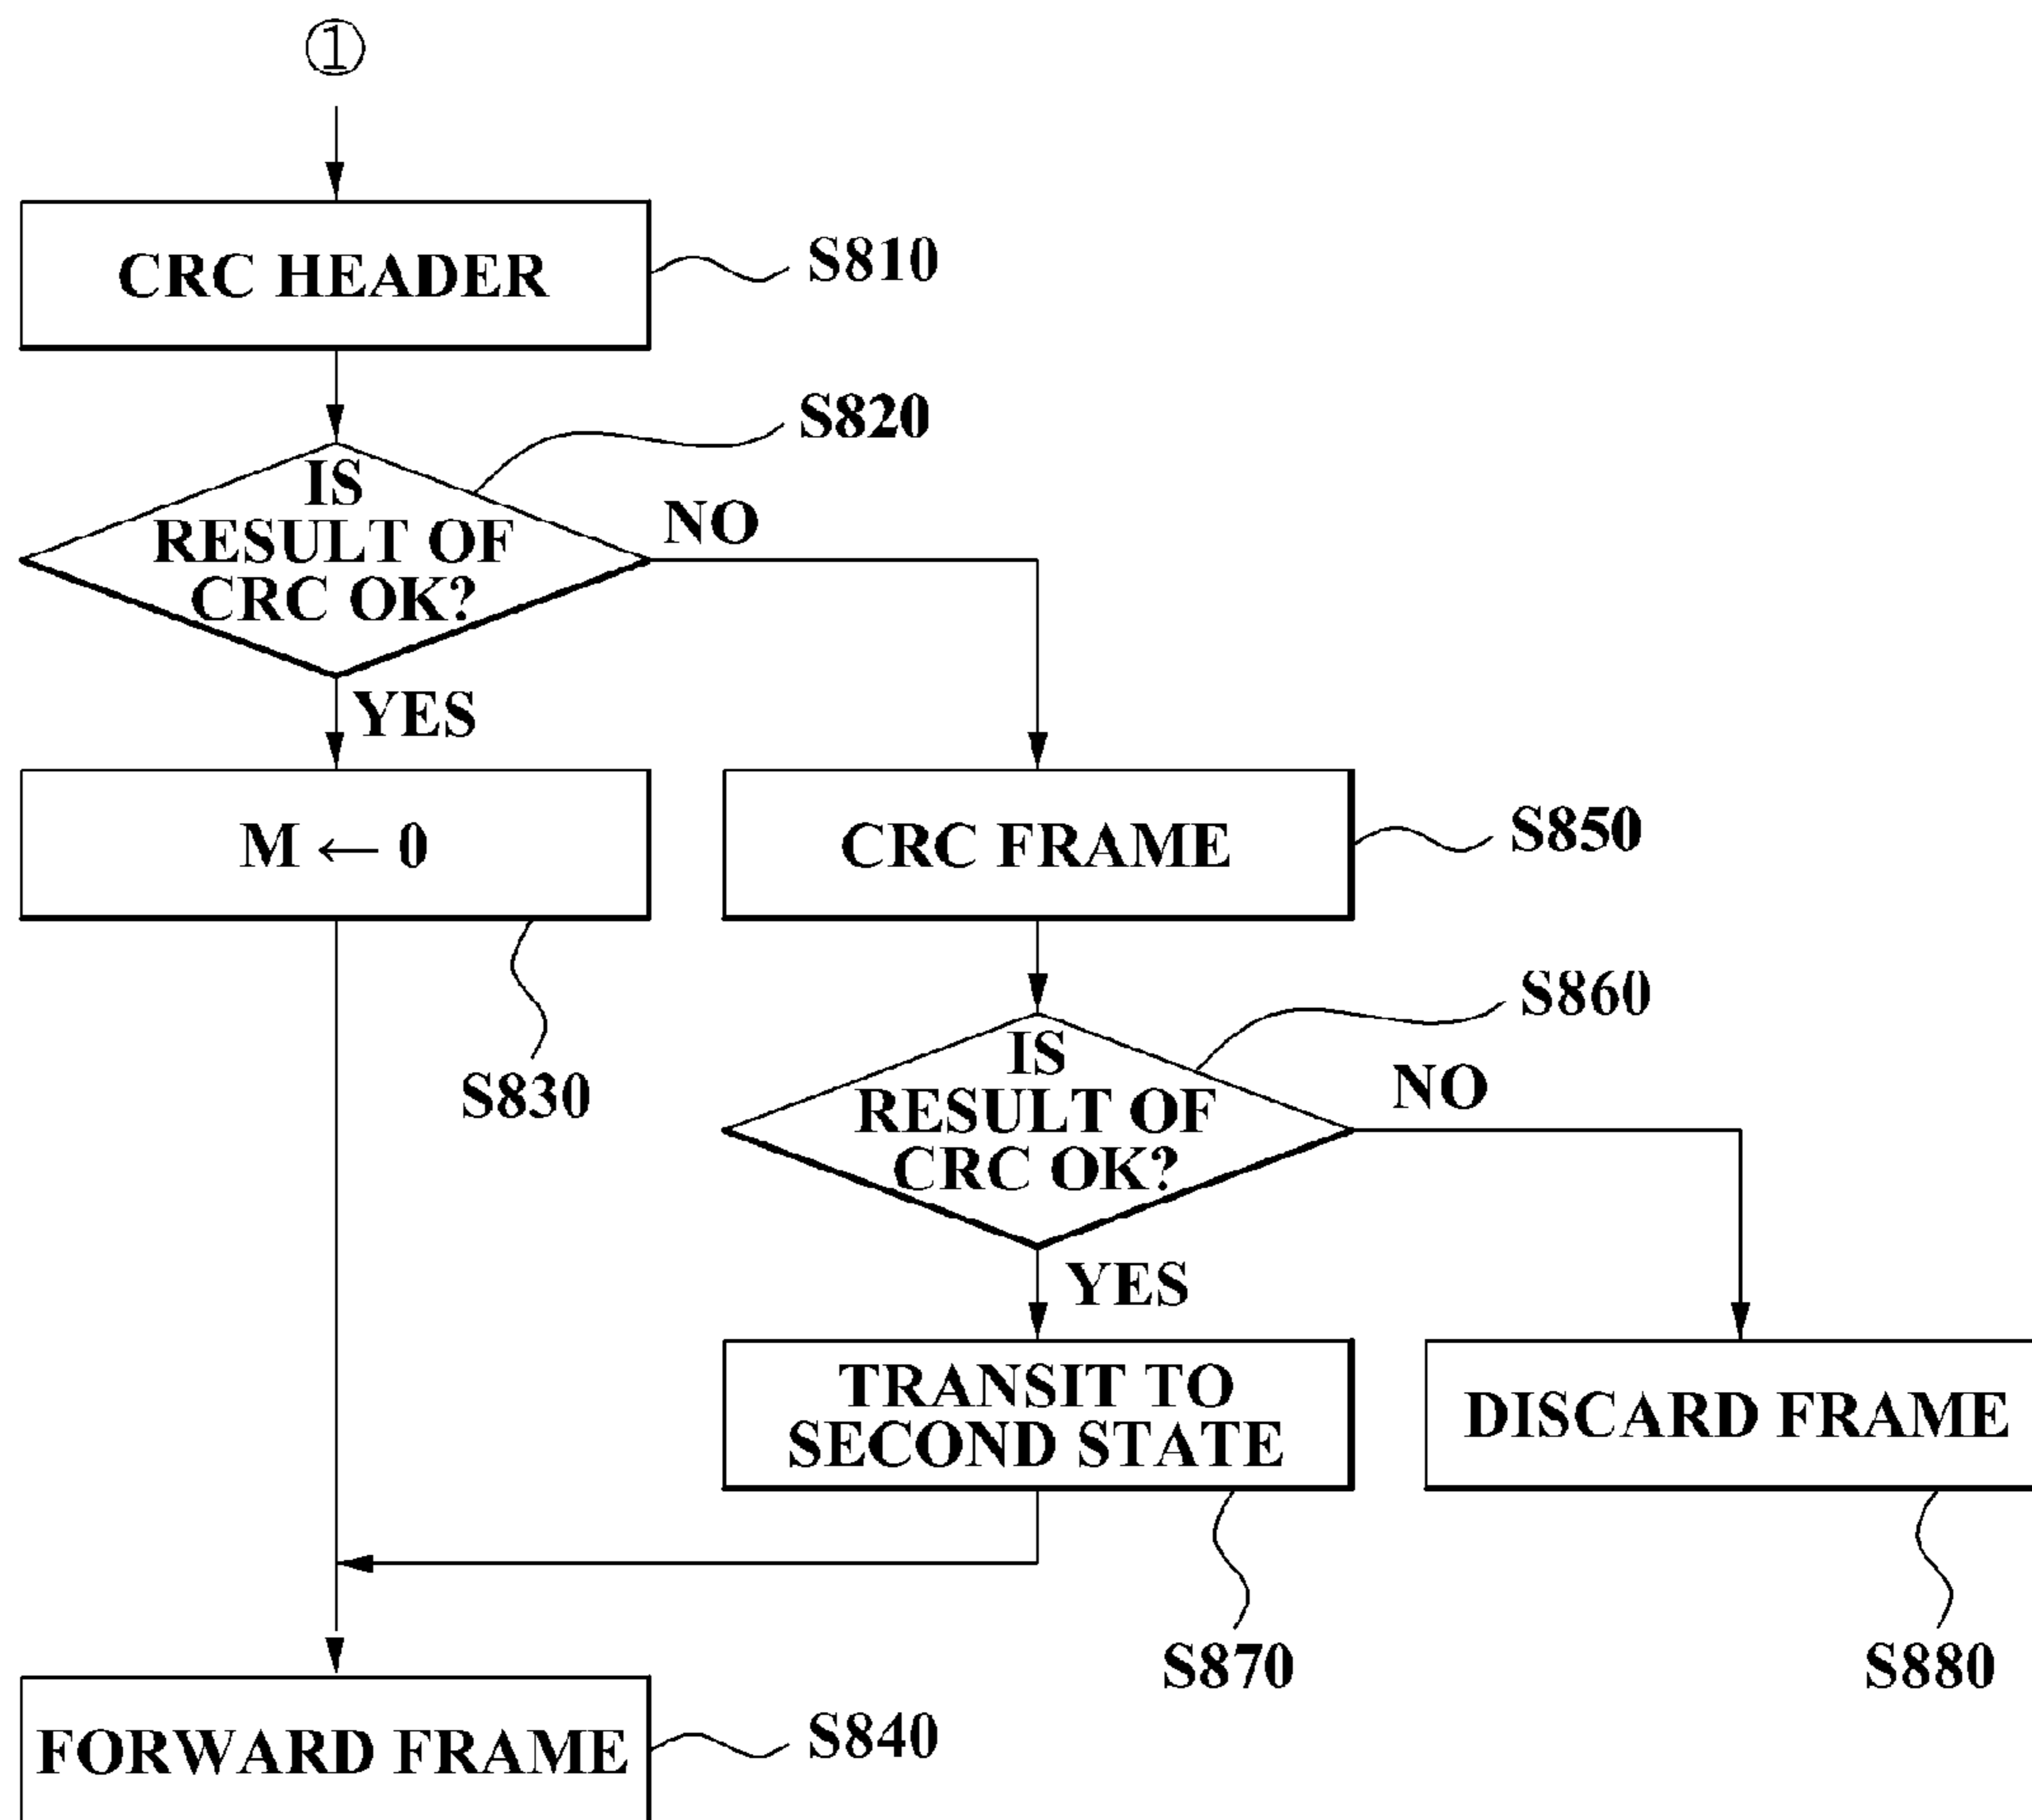 ①
CRC HEADER
S810
S820
IS
RESULT OF
CRC OK?
NO
YES
M ← 0
S830
CRC FRAME
S850
S860
IS
RESULT OF
CRC OK?
NO
YES
TRANSIT TO
SECOND STATE
S870
DISCARD FRAME
S880
FORWARD FRAME
S840